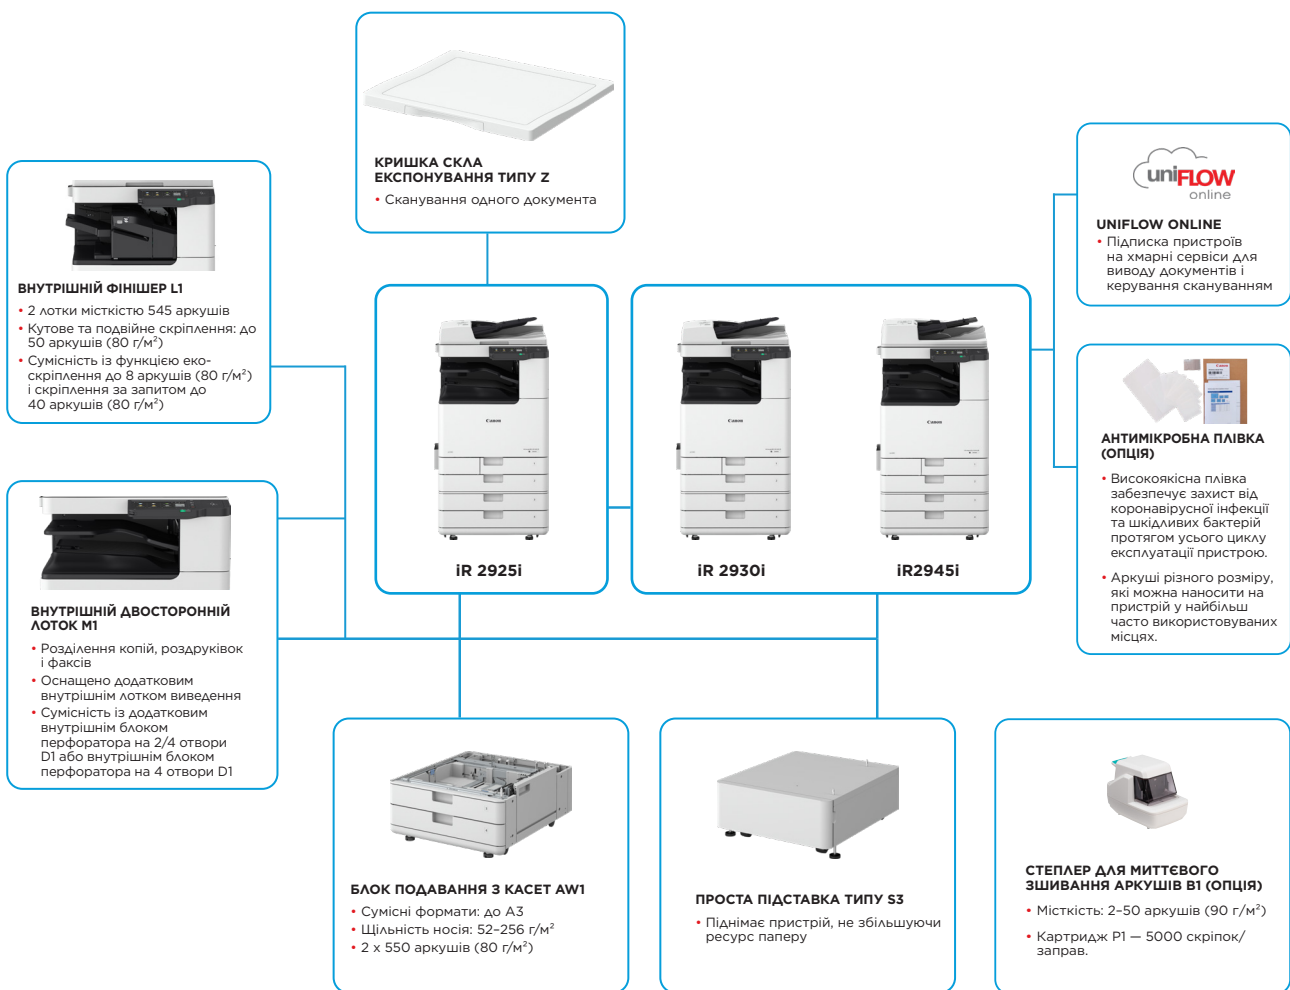 КРИШКА СКЛА
ЕКСПОНУВАННЯ ТИПУ Z
• Сканування одного документа
ВНУТРІШНІЙ ФІНІШЕР L1
• 2 лотки місткістю 545 аркушів
• Кутове та подвійне скріплення: до
50 аркушів (80 г/м²)
• Сумісність із функцією еко-
скріплення до 8 аркушів (80 г/м²)
і скріплення за запитом до
40 аркушів (80 г/м²)
ВНУТРІШНІЙ ДВОСТОРОННІЙ
ЛОТОК M1
• Розділення копій, роздруківок
і факсів
• Оснащено додатковим
внутрішнім лотком виведення
• Сумісність із додатковим
внутрішнім блоком
перфоратора на 2/4 отвори
D1 або внутрішнім блоком
перфоратора на 4 отвори D1
Canon
iR 2925i
Canon
iR 2930i
Canon
iR2945i
uniFLOW
online
UNIFLOW ONLINE
• Підписка пристроїв
на хмарні сервіси для
виводу документів і
керування скануванням
АНТИМІКРОБНА ПЛІВКА
(ОПЦІЯ)
• Високоякісна плівка
забезпечує захист від
коронавірусної інфекції
та шкідливих бактерій
протягом усього циклу
експлуатації пристрою.
• Аркуші різного розміру,
які можна наносити на
пристрій у найбільш
часто використовуваних
місцях.
БЛОК ПОДАВАННЯ З КАСЕТ AW1
• Сумісні формати: до A3
• Щільність носія: 52–256 г/м²
• 2 x 550 аркушів (80 г/м²)
ПРОСТА ПІДСТАВКА ТИПУ S3
• Піднімає пристрій, не збільшуючи
ресурс паперу
СТЕПЛЕР ДЛЯ МИТТЄВОГО
ЗШИВАННЯ АРКУШІВ B1 (ОПЦІЯ)
• Місткість: 2–50 аркушів (90 г/м²)
• Картридж P1 — 5000 скріпок/
заправ.